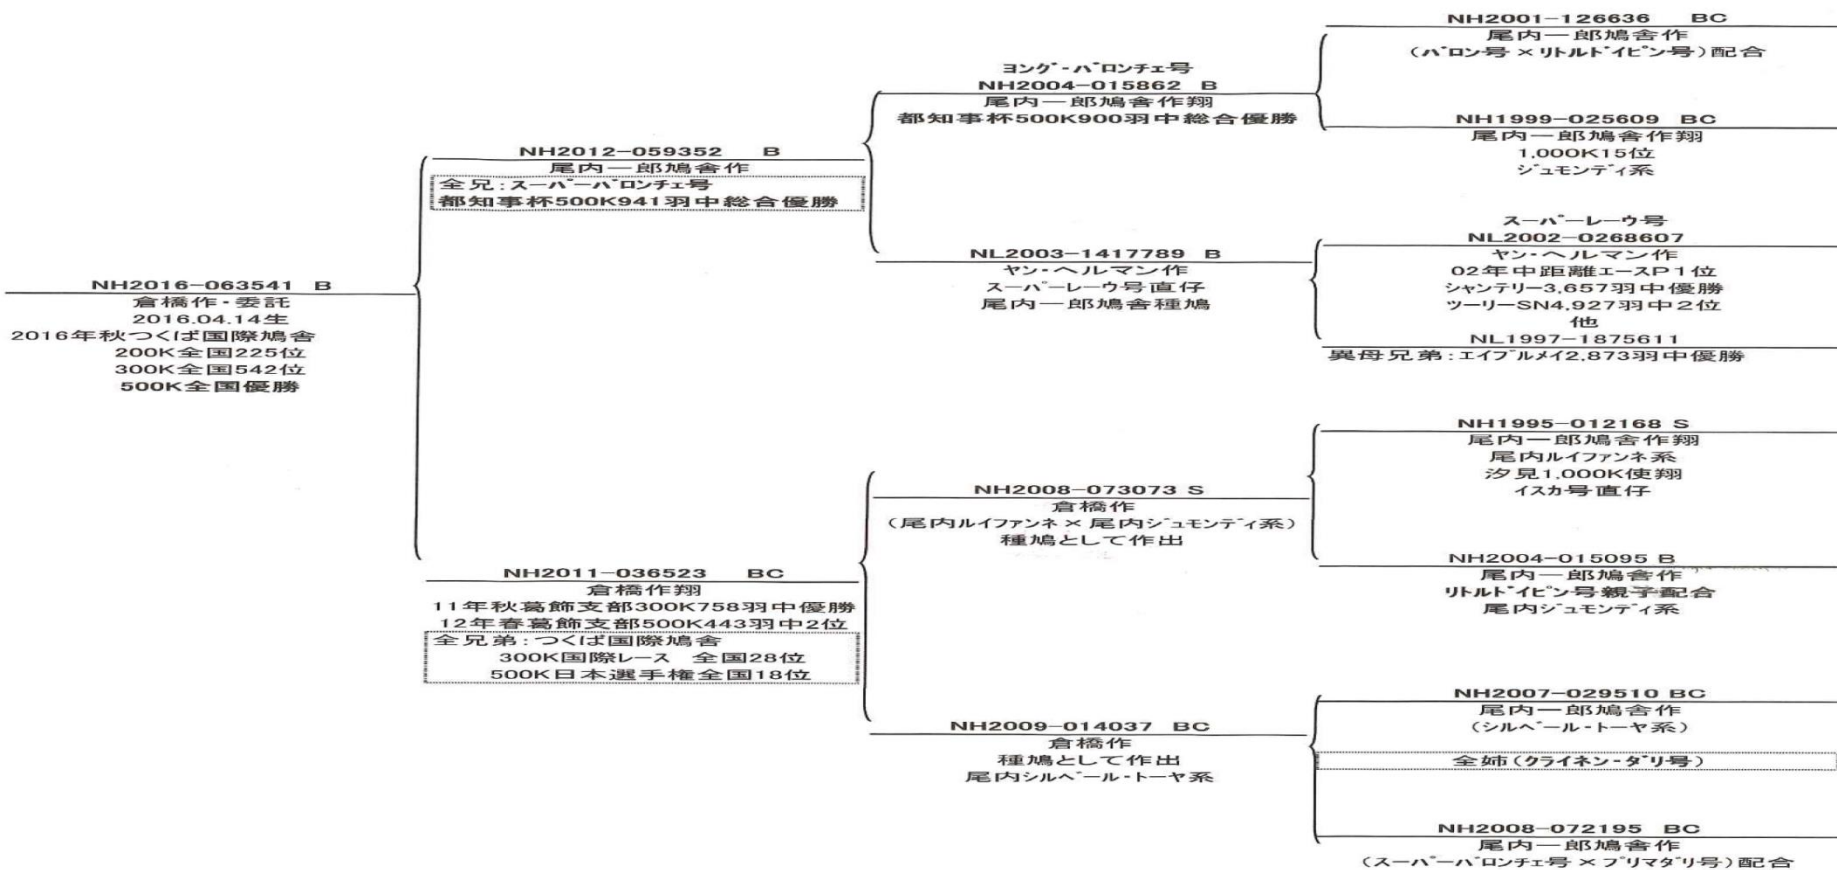 NH2016-063541 B
倉橋作・委託
2016.04.14生
2016年秋つくば国際鳩舎
200K全国225位
300K全国542位
500K全国優勝
NH2012-059352 B
尾内一郎鳩舎作
全兄:スーパーバロンチェ号
都知事杯500K941羽中総合優勝
NH2011-036523 BC
倉橋作翔
11年秋葛飾支部300K758羽中優勝
12年春葛飾支部500K443羽中2位
全兄弟:つくば国際鳩舎
300K国際レース 全国28位
500K日本選手権全国18位
ヨング・バロンチェ号
NH2004-015862 B
尾内一郎鳩舎作翔
都知事杯500K900羽中総合優勝
NL2003-1417789 B
ヤン・ヘルマン作
スーパーレーウ号直仔
尾内一郎鳩舎種鳩
NH2008-073073 S
倉橋作
(尾内ルイファンネ×尾内ジュモンディ系)
種鳩として作出
NH2009-014037 BC
倉橋作
種鳩として作出
尾内シルベール・トーヤ系
NH2001-126636 BC
尾内一郎鳩舎作
(バロン号×リトルドイピン号)配合
NH1999-025609 BC
尾内一郎鳩舎作翔
1,000K15位
ジュモンディ系
スーパーレーウ号
NL2002-0268607
ヤン・ヘルマン作
02年中距離エースP1位
シャンテリー3,657羽中優勝
ツーリーSN4,927羽中2位
他
NL1997-1875611
異母兄弟:エイブルメイ2,873羽中優勝
NH1995-012168 S
尾内一郎鳩舎作翔
尾内ルイファンネ系
汐見1,000K使翔
イスカ号直仔
NH2004-015095 B
尾内一郎鳩舎作
リトルドイピン号親子配合
尾内ジュモンディ系
NH2007-029510 BC
尾内一郎鳩舎作
(シルベール・トーヤ系)
全姉(クライネン・ダリ号)
NH2008-072195 BC
尾内一郎鳩舎作
(スーパーバロンチェ号×プリマダリ号)配合